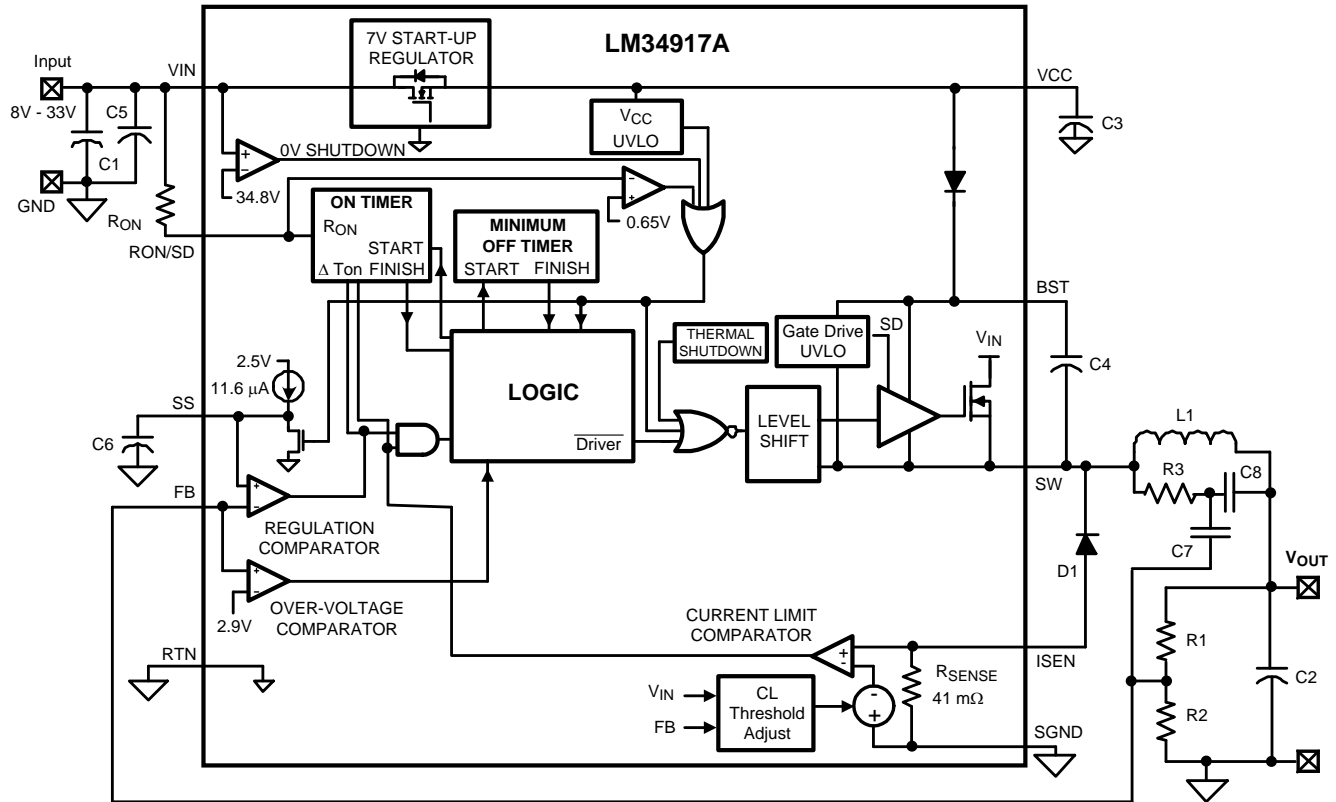 LM34917A
7V START-UP
REGULATOR
Input
VIN
VCC
8V - 33V
C5
C1
C3
VCC
UVLO
0V SHUTDOWN
34.8V
0.65V
GND
RON
RON/SD
ON TIMER
RON
START
Δ Ton FINISH
MINIMUM
OFF TIMER
START FINISH
BST
THERMAL
SHUTDOWN
Gate Drive
UVLO
SD
VIN
C4
2.5V
11.6 μA
SS
C6
LOGIC
Driver
LEVEL
SHIFT
L1
R3
C8
SW
C7
FB
REGULATION
COMPARATOR
D1
VOUT
2.9V
OVER-VOLTAGE
COMPARATOR
CURRENT LIMIT
COMPARATOR
RTN
ISEN
R1
RSENSE
41 mΩ
C2
VIN
FB
CL
Threshold
Adjust
R2
SGND